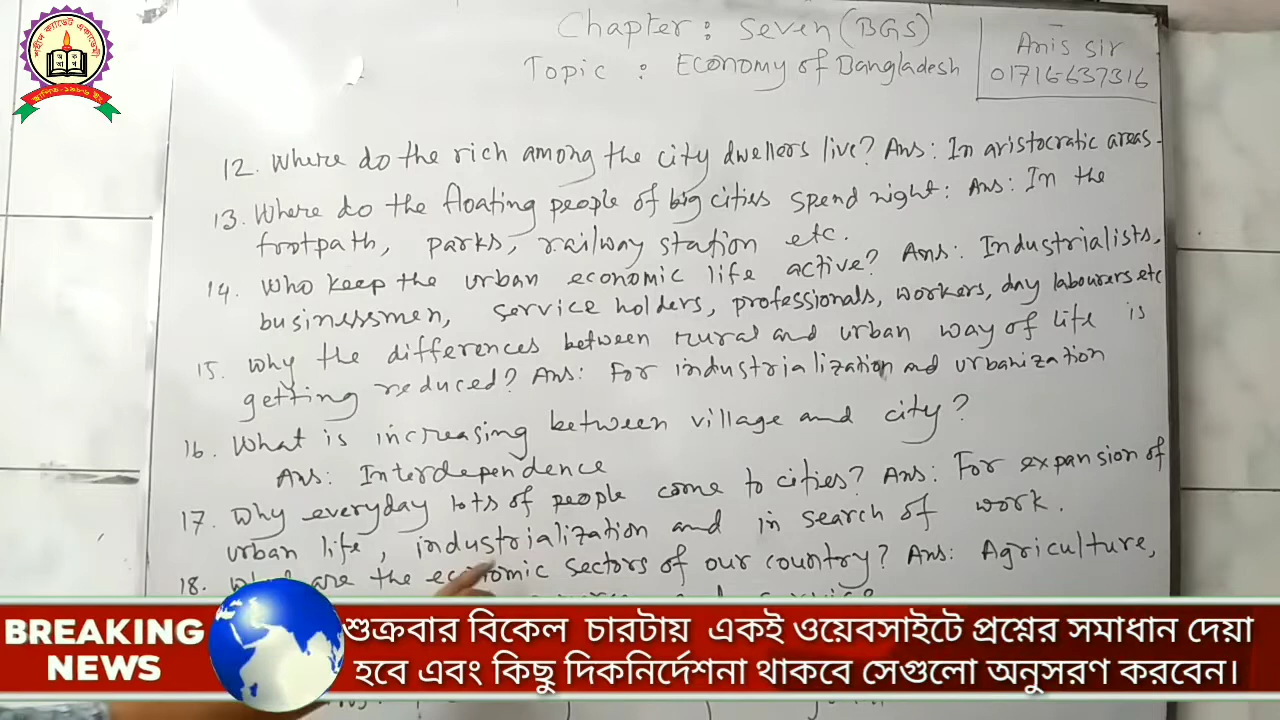 শহীদ ক্যাডেট একাডেমী
Chapter: Seven (BGS)
Topic : Economy of Bangladesh
Anis sir
01716-637316
12. Where do the rich among the city dwellers live? Ans: In aristocratic areas.
13. Where do the floating people of big cities spend night: Ans: In the
footpath, parks, railway station etc.
14. Who keep the urban economic life active? Ans: Industrialists,
businessmen, service holders, professionals, workers, day labourers etc
15. Why the differences between rural and urban way of life is
getting reduced? Ans: For industrialization and urbanization
16. What is increasing between village and city?
Ans: Interdependence
17. Why everyday lots of people come to cities? Ans: For expansion of
urban life, industrialization and in search of work.
18. What are the economic sectors of our country? Ans: Agriculture,
BREAKING
NEWS
শুক্রবার বিকেল চারটায় একই ওয়েবসাইটে প্রশ্নের সমাধান দেয়া
হবে এবং কিছু দিকনির্দেশনা থাকবে সেগুলো অনুসরণ করবেন।